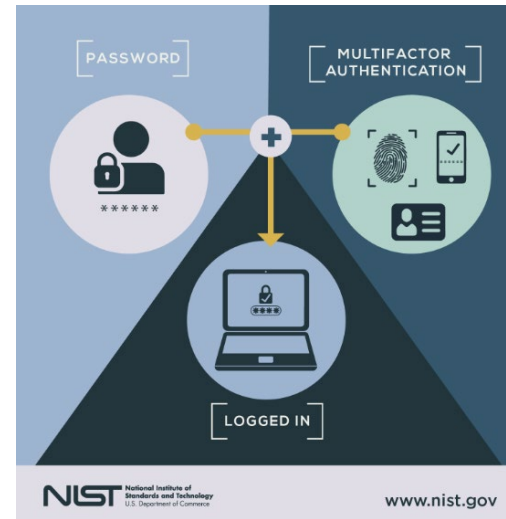 PASSWORD
MULTIFACTOR
AUTHENTICATION
******
****
LOGGED IN
NIST
National Institute of
Standards and Technology
U.S. Department of Commerce
www.nist.gov